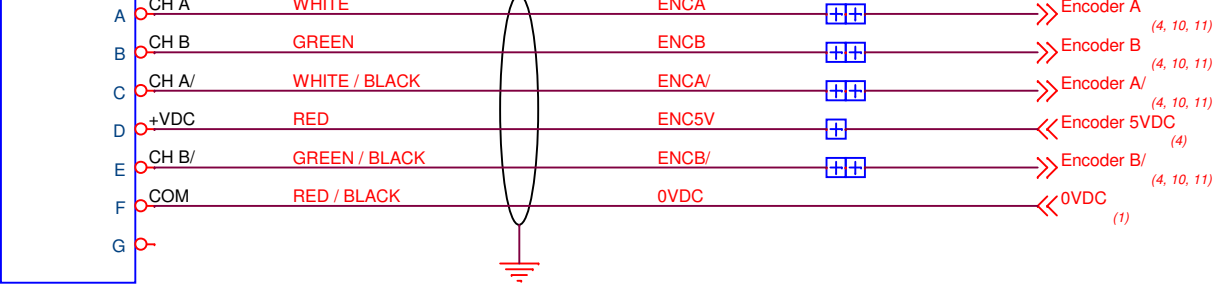 A CH A WHITE ENCA Encoder A
(4, 10, 11)
B CH B GREEN ENCB Encoder B
(4, 10, 11)
C CH A/ WHITE / BLACK ENCA/ Encoder A/
(4, 10, 11)
D +VDC RED ENC5V Encoder 5VDC
(4)
E CH B/ GREEN / BLACK ENCB/ Encoder B/
(4, 10, 11)
F COM RED / BLACK 0VDC 0VDC
(1)
G